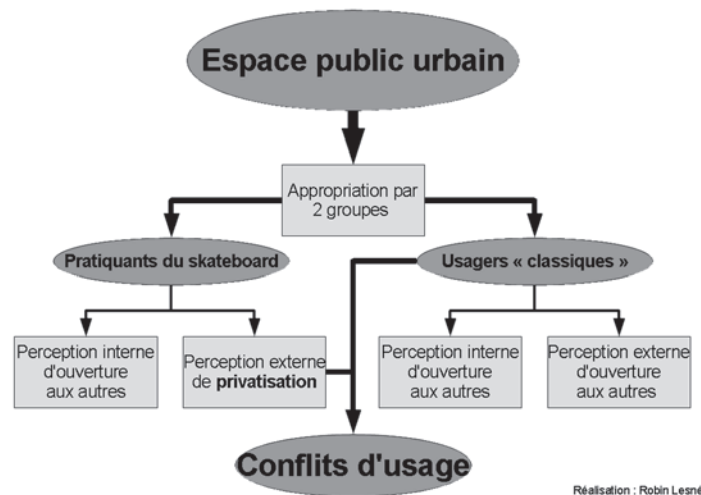 Espace public urbain
Appropriation par
2 groupes
Pratiquants du skateboard
Usagers « classiques »
Perception interne
d'ouverture
aux autres
Perception externe
de privatisation
Perception interne
d'ouverture
aux autres
Perception externe
d'ouverture
aux autres
Conflits d'usage
Réalisation : Robin Lesné